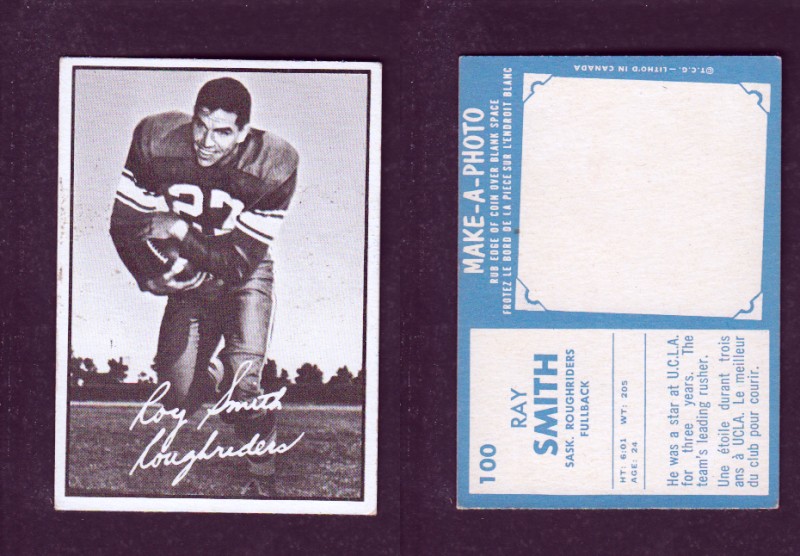 27
Roy Smith
Roughriders
©T.C.G. — LITHO'D IN CANADA
MAKE-A-PHOTO
RUB EDGE OF COIN OVER BLANK SPACE
FROTEZ LE BORD DE LA PIECE SUR L'ENDROIT BLANC
100
RAY
SMITH
SASK. ROUGHRIDERS
FULLBACK
HT: 6:01 WT: 205
AGE: 24
He was a star at U.C.L.A.
for three years. The
team's leading rusher.
Une étoile durant trois
ans à UCLA. Le meilleur
du club pour courir.